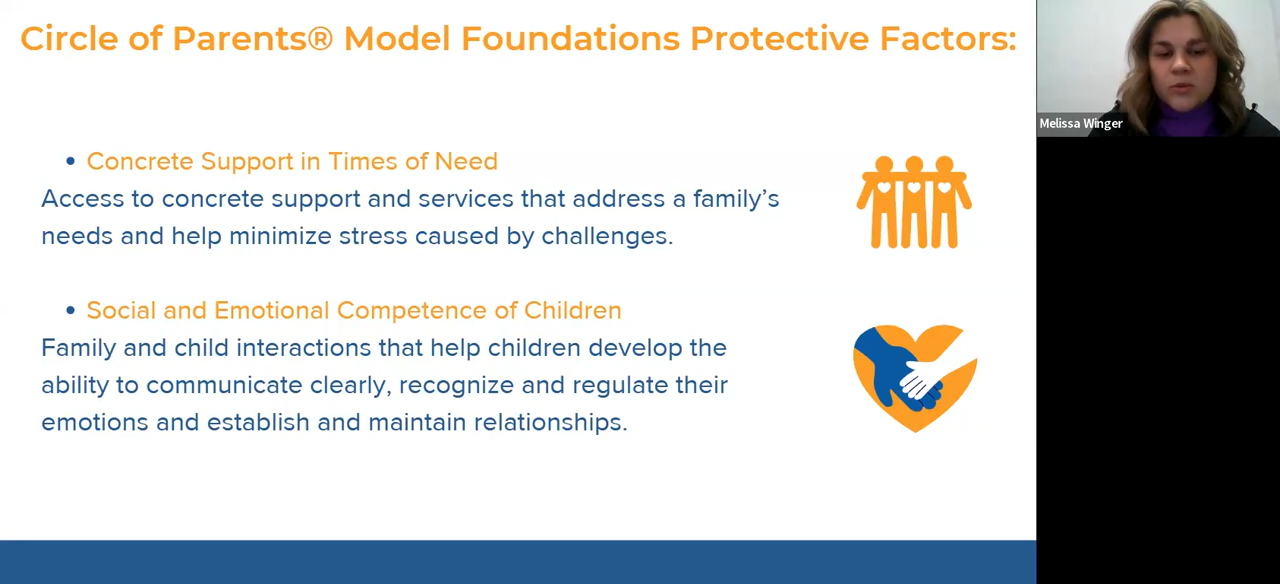 Circle of Parents® Model Foundations Protective Factors:
Melissa Winger
• Concrete Support in Times of Need
Access to concrete support and services that address a family’s
needs and help minimize stress caused by challenges.
• Social and Emotional Competence of Children
Family and child interactions that help children develop the
ability to communicate clearly, recognize and regulate their
emotions and establish and maintain relationships.